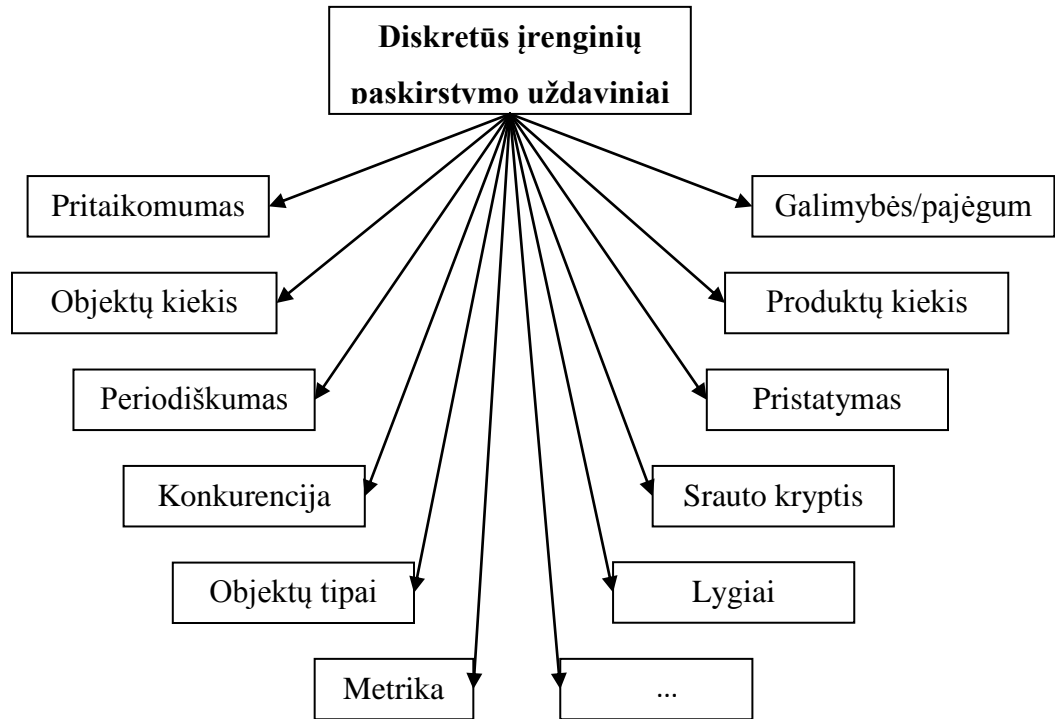 Diskretūs įrenginių
paskirstymo uždaviniai
Pritaikomumas
Galimybės/pajėgum
Objektų kiekis
Produktų kiekis
Periodiškumas
Pristatymas
Konkurencija
Srauto kryptis
Objektų tipai
Lygiai
Metrika
...